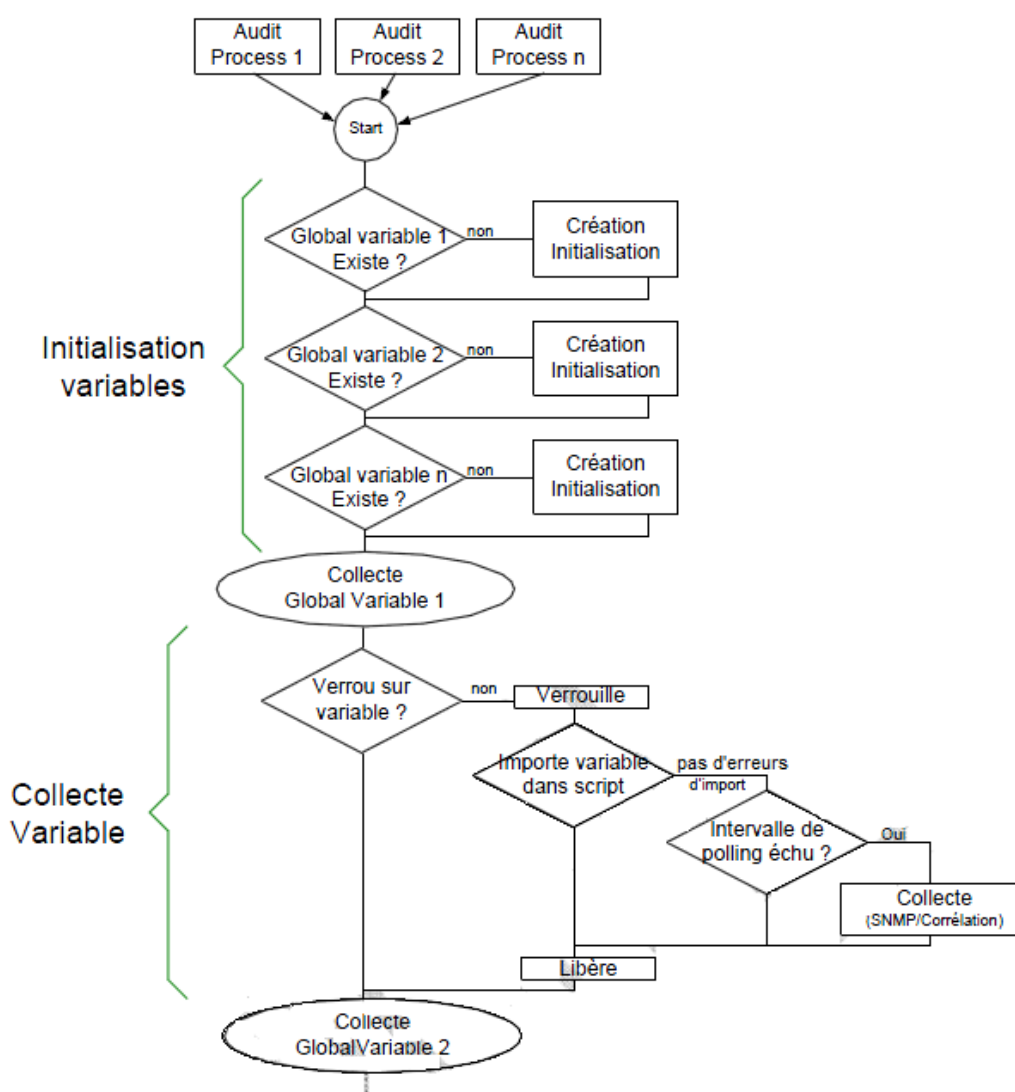 Audit
Process 1
Audit
Process 2
Audit
Process n
Start
Global variable 1
Existe ?
non
Création
Initialisation
Initialisation
variables
Global variable 2
Existe ?
non
Création
Initialisation
Global variable n
Existe ?
non
Création
Initialisation
Collecte
Global Variable 1
Verrou sur
variable ?
non
Verrouille
Importe variable
dans script
pas d'erreurs
d'import
Collecte
Variable
Intervalle de
polling échu ?
Oui
Collecte
(SNMP/Corrélation)
Libère
Collecte
GlobalVariable 2